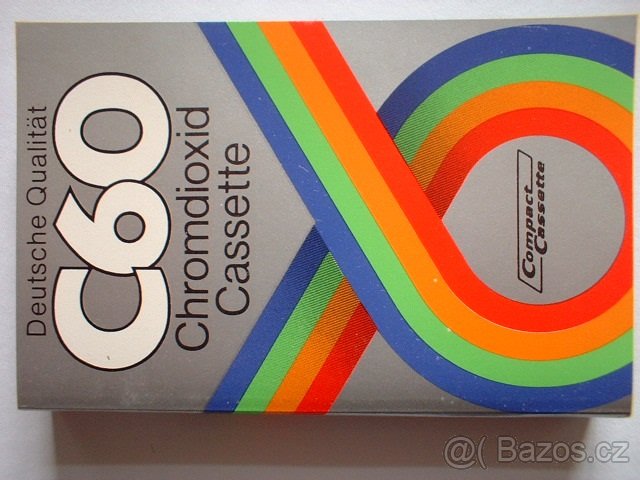 Deutsche Qualität
C60
Chromdioxid
Cassette
Compact
Cassette
@( Bazos.cz